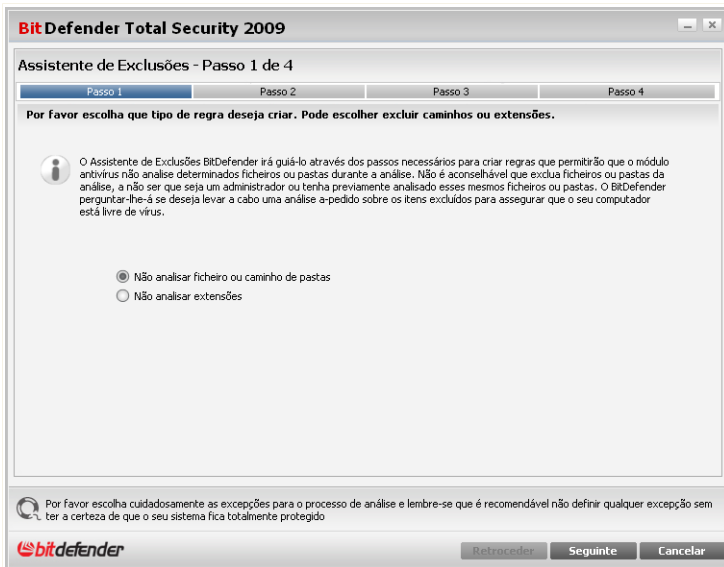 BitDefender Total Security 2009
Assistente de Exclusões - Passo 1 de 4
Passo 1 Passo 2 Passo 3 Passo 4
Por favor escolha que tipo de regra deseja criar. Pode escolher excluir caminhos ou extensões.
O Assistente de Exclusões BitDefender irá guiá-lo através dos passos necessários para criar regras que permitirão que o módulo
antivírus não analise determinados ficheiros ou pastas durante a análise. Não é aconselhável que exclua ficheiros ou pastas da
análise, a não ser que seja um administrador ou tenha previamente analisado esses mesmos ficheiros ou pastas. O BitDefender
perguntar-lhe-á se deseja levar a cabo uma análise a-pedido sobre os itens excluídos para assegurar que o seu computador
está livre de vírus.
Não analisar ficheiro ou caminho de pastas
Não analisar extensões
Por favor escolha cuidadosamente as excepções para o processo de análise e lembre-se que é recomendável não definir qualquer excepção sem
ter a certeza de que o seu sistema fica totalmente protegido
bitdefender Retroceder Seguinte Cancelar